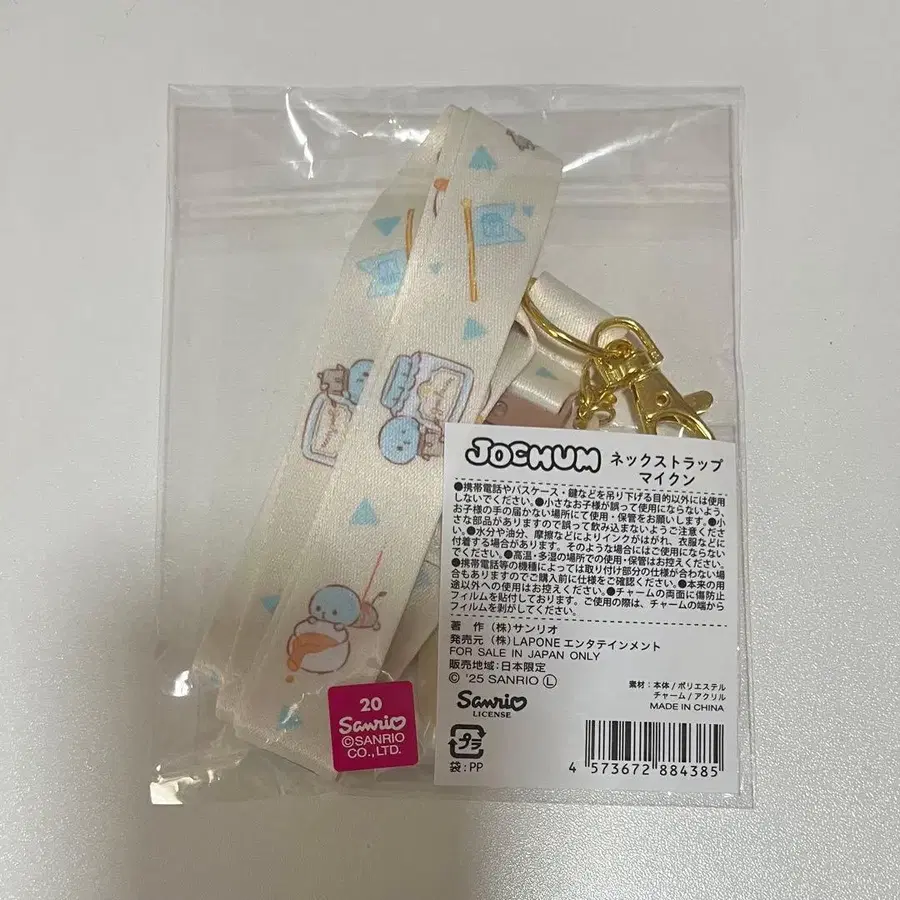 JOCHUM ネックストラップ
マイクン
●携帯電話やパスケース・鍵などを吊り下げる目的以外には使用
しないでください。●小さなお子様が誤って使用にならないよう、
お子様の手の届かない場所にて使用・保管をお願いします。●小
さな部品がありますので誤って飲み込まないようご注意くださ
い。●水分や油分、摩擦などによりインクがはがれ、衣服などに
付着する場合があります。そのような場合にはご使用にならない
でください。●高温・多湿の場所での使用・保管はお控えください。
●携帯電話等の機種によっては取り付け部分の仕様が合わない場
合もありますのでご購入前に仕様をご確認ください。●本来の用
途以外への使用はお控えください。●チャームの両面に傷防止
フィルムを貼付しております。ご使用の際は、チャームの端から
フィルムを剥がしてください。
著 作 (株)サンリオ
発売元 (株)LAPONE エンタテインメント
FOR SALE IN JAPAN ONLY
販売地域:日本限定
© '25 SANRIO Ⓛ
素材:本体/ポリエステル
チャーム/アクリル
MADE IN CHINA
Sanrio
LICENSE
プラ
袋:PP
4 573672 884385
20
Sanrio
©SANRIO
CO.,LTD.